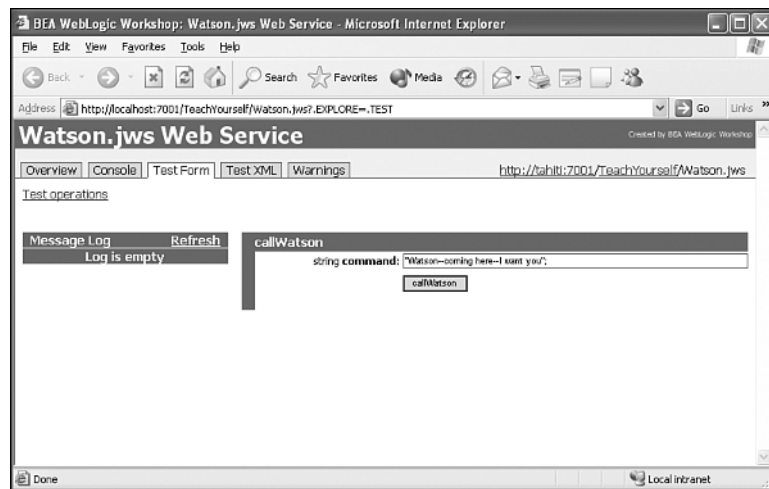 BEA WebLogic Workshop: Watson.jws Web Service - Microsoft Internet Explorer
File Edit View Favorites Tools Help
Back Search Favorites Media
Address http://localhost:7001/TeachYourself/Watson.jws?.EXPLORE=.TEST Go Links »
Watson.jws Web Service Created by BEA WebLogic Workshop
Overview Console Test Form Test XML Warnings http://tahiti:7001/TeachYourself/Watson.jws
Test operations
Message Log Refresh callWatson
Log is empty
string command: "Watson--coming here--I want you";
callWatson
Done Local intranet